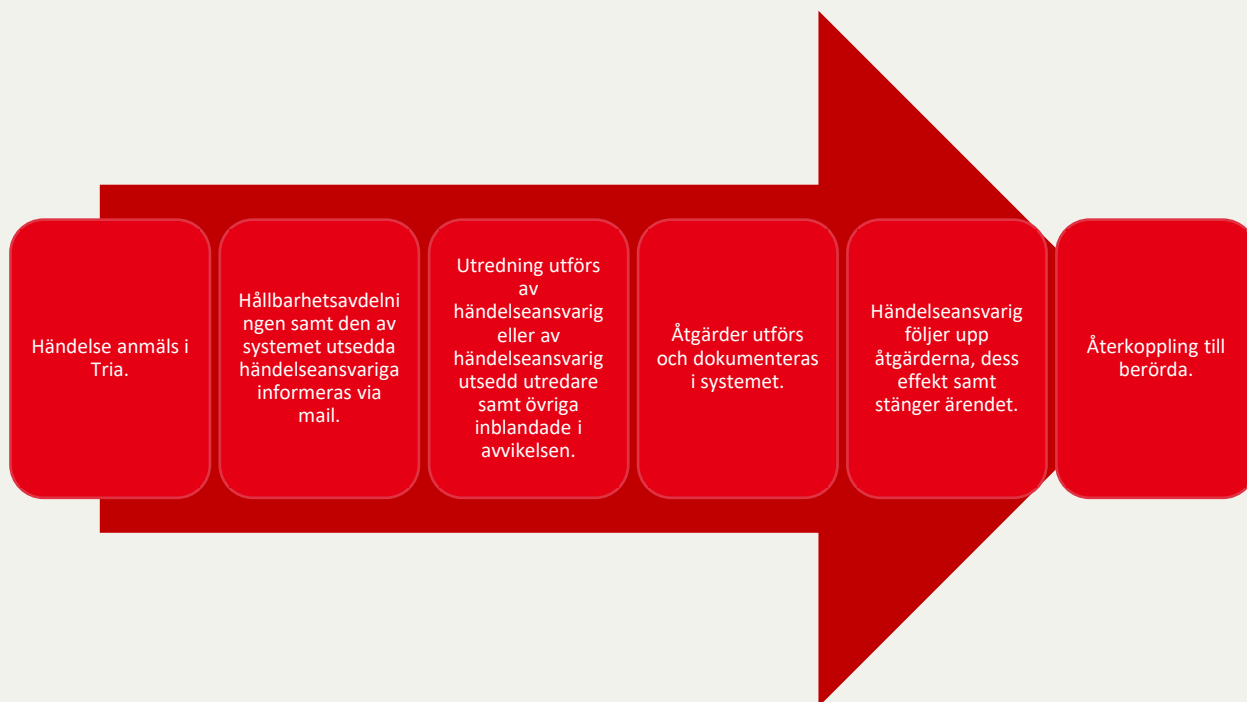 Händelse anmäls i
Tria.
Hållbarhetsavdelni
ngen samt den av
systemet utsedda
händelseansvariga
informeras via
mail.
Utredning utförs
av
händelseansvarig
eller av
händelseansvarig
utsedd utredare
samt övriga
inblandade i
avvikelsen.
Åtgärder utförs
och dokumenteras
i systemet.
Händelseansvarig
följer upp
åtgärderna, dess
effekt samt
stänger ärendet.
Återkoppling till
berörda.